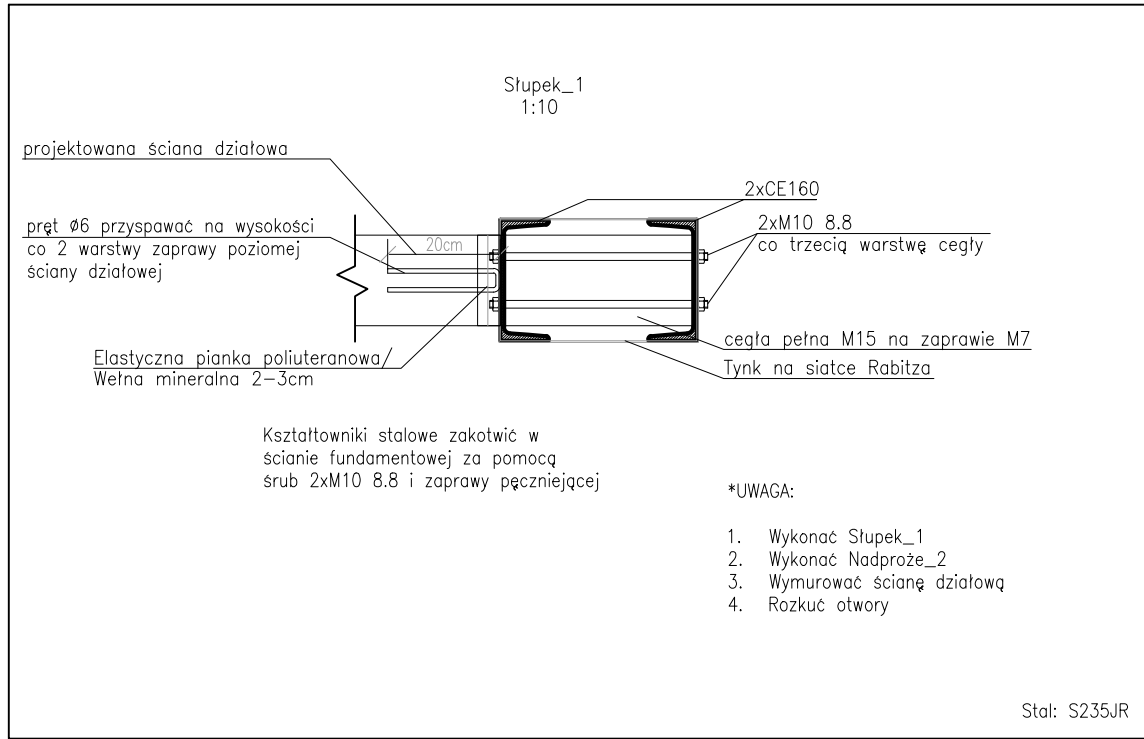 Słupek_1
1:10
projektowana ściana działowa
pręt ø6 przyspawać na wysokości
co 2 warstwy zaprawy poziomej
ściany działowej
20cm
2xCE160
2xM10 8.8
co trzecią warstwę cegły
Elastyczna pianka poliuteranowa/
Wełna mineralna 2-3cm
cegła pełna M15 na zaprawie M7
Tynk na siatce Rabitza
Kształtowniki stalowe zakotwić w
ścianie fundamentowej za pomocą
śrub 2xM10 8.8 i zaprawy pęczniejącej
*UWAGA:
1. Wykonać Słupek_1
2. Wykonać Nadproże_2
3. Wymurować ścianę działową
4. Rozkuć otwory
Stal: S235JR